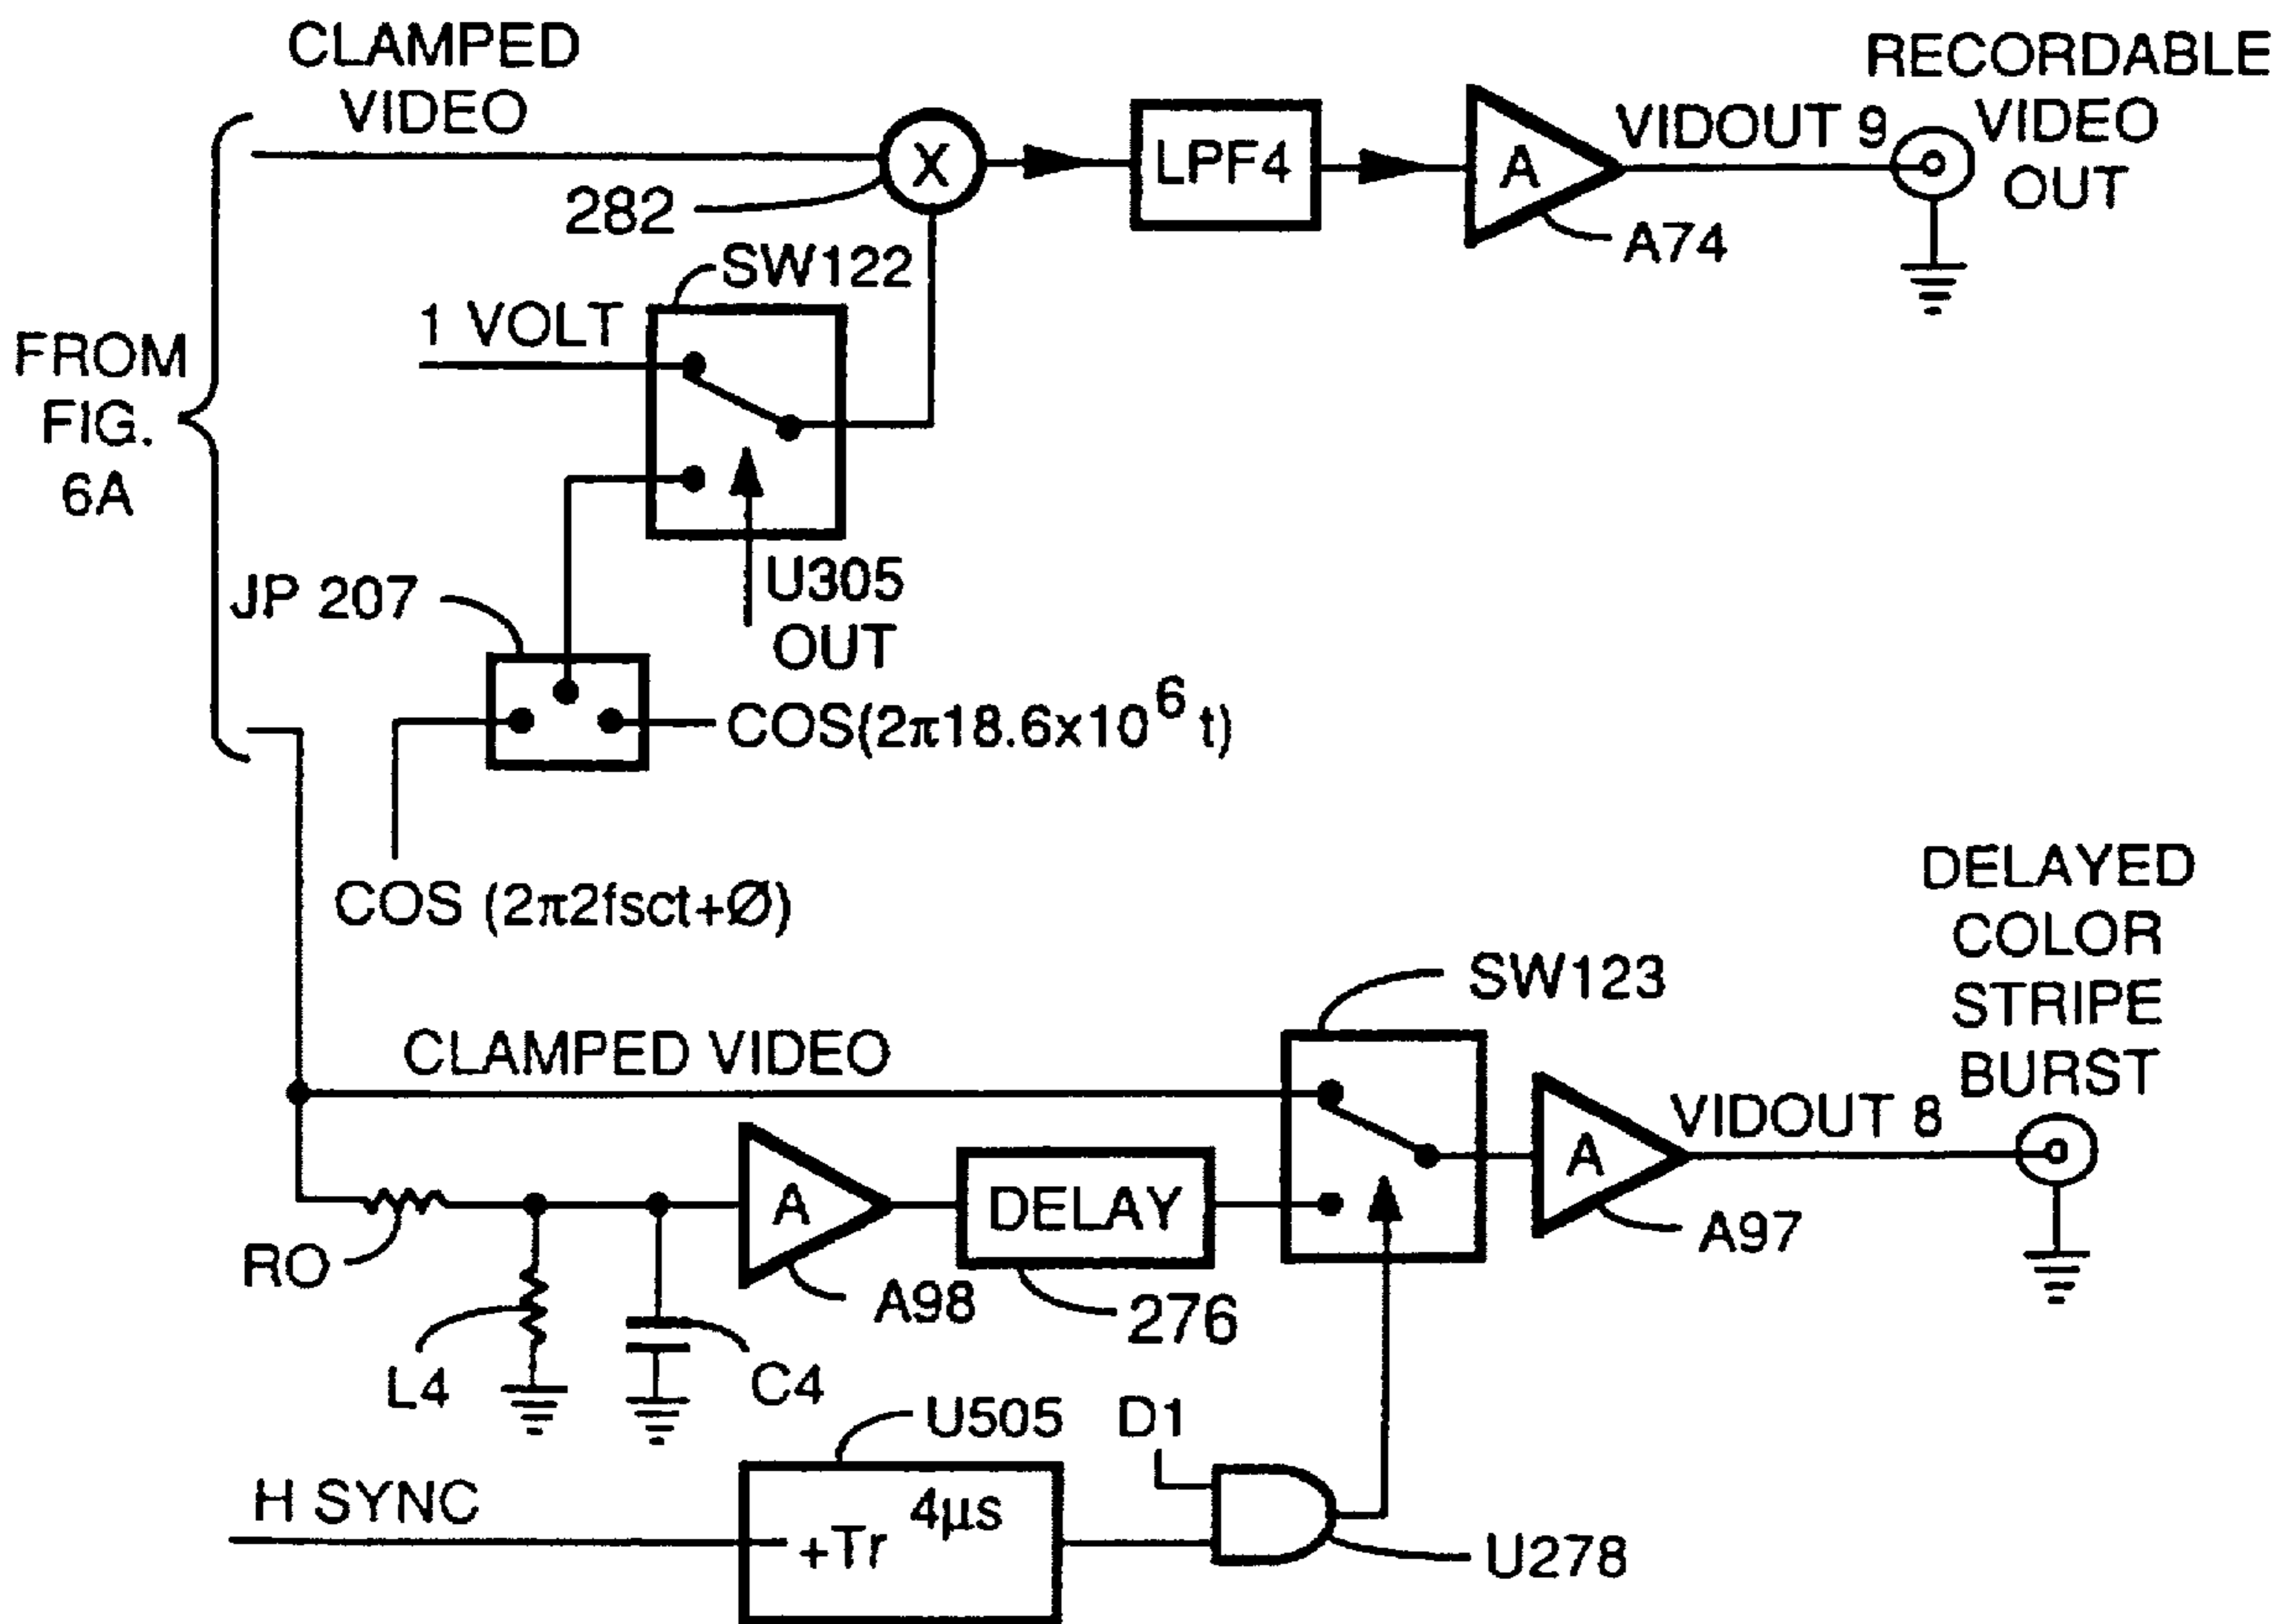 CLAMPED
VIDEO
RECORDABLE
VIDEO
OUT
VIDOUT 9
X
LPF4
A
282
A74
SW122
1 VOLT
FROM
FIG.
6A
U305
OUT
JP 207
COS(2π18.6x10⁶ t)
COS (2π2fsct+Ø)
DELAYED
COLOR
STRIPE
BURST
SW123
CLAMPED VIDEO
VIDOUT 8
A
DELAY
A
A97
RO
A98
276
L4
C4
U505
D1
H SYNC
4µs
+Tr
U278